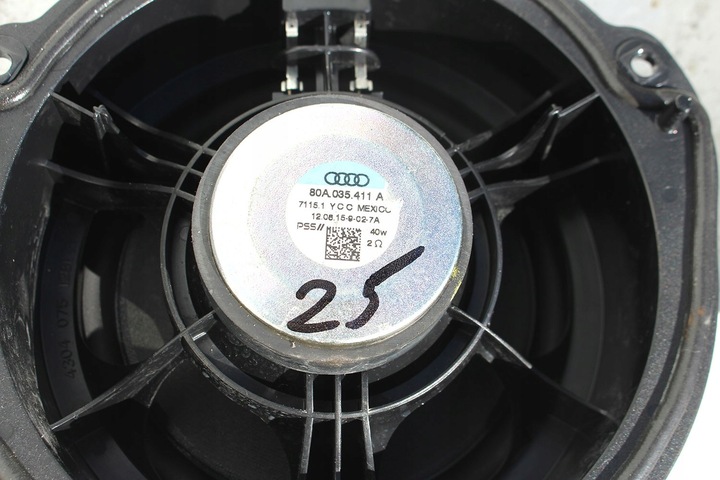 80A.035.411 A
7115.1 YCC MEXICO
12.08.15-9-02-7A
PSS// 40w
2Ω
25